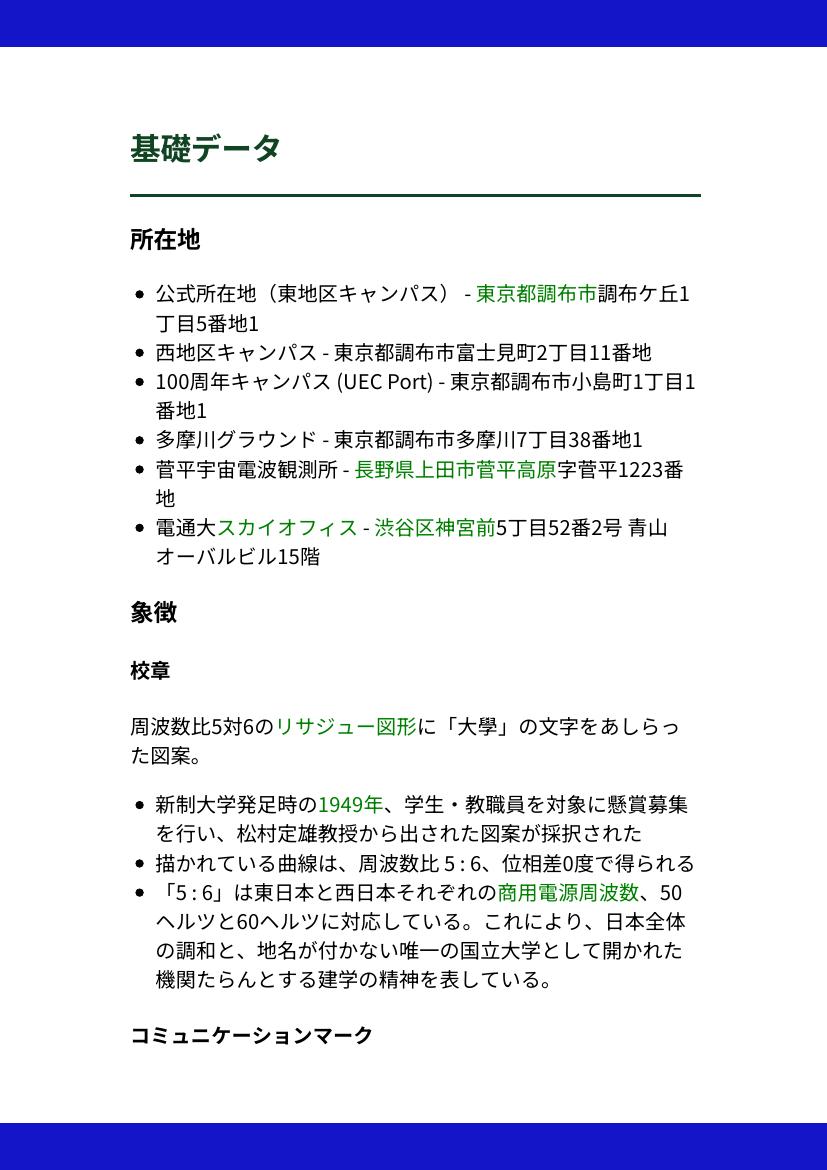 基礎データ
所在地
• 公式所在地（東地区キャンパス） - 東京都調布市調布ケ丘1
丁目5番地1
• 西地区キャンパス - 東京都調布市富士見町2丁目11番地
• 100周年キャンパス (UEC Port) - 東京都調布市小島町1丁目1
番地1
• 多摩川グラウンド - 東京都調布市多摩川7丁目38番地1
• 菅平宇宙電波観測所 - 長野県上田市菅平高原字菅平1223番
地
• 電通大スカイオフィス - 渋谷区神宮前5丁目52番2号 青山
オーバルビル15階
象徴
校章
周波数比5対6のリサジュー図形に「大學」の文字をあしらっ
た図案。
• 新制大学発足時の1949年、学生・教職員を対象に懸賞募集
を行い、松村定雄教授から出された図案が採択された
• 描かれている曲線は、周波数比 5 : 6、位相差0度で得られる
• 「5 : 6」は東日本と西日本それぞれの商用電源周波数、50
ヘルツと60ヘルツに対応している。これにより、日本全体
の調和と、地名が付かない唯一の国立大学として開かれた
機関たらんとする建学の精神を表している。
コミュニケーションマーク